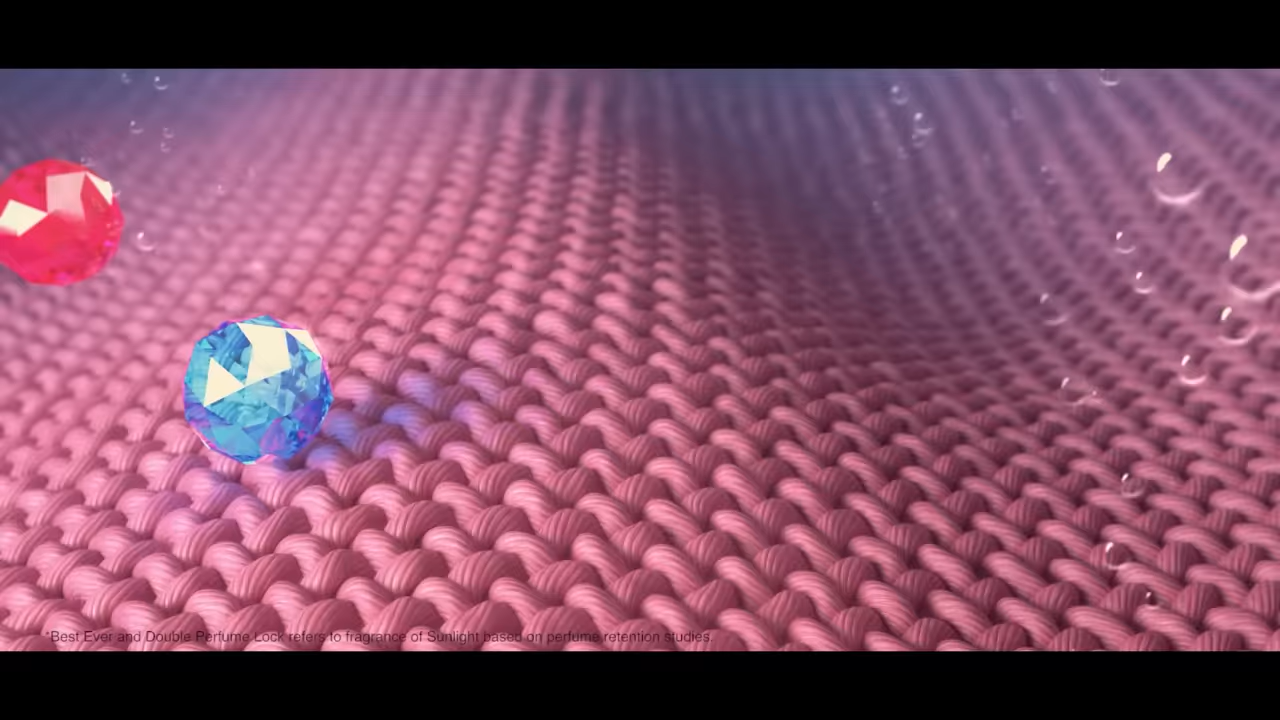 *Best Ever and Double Perfume Lock refers to fragrance of Sunlight based on perfume retention studies.